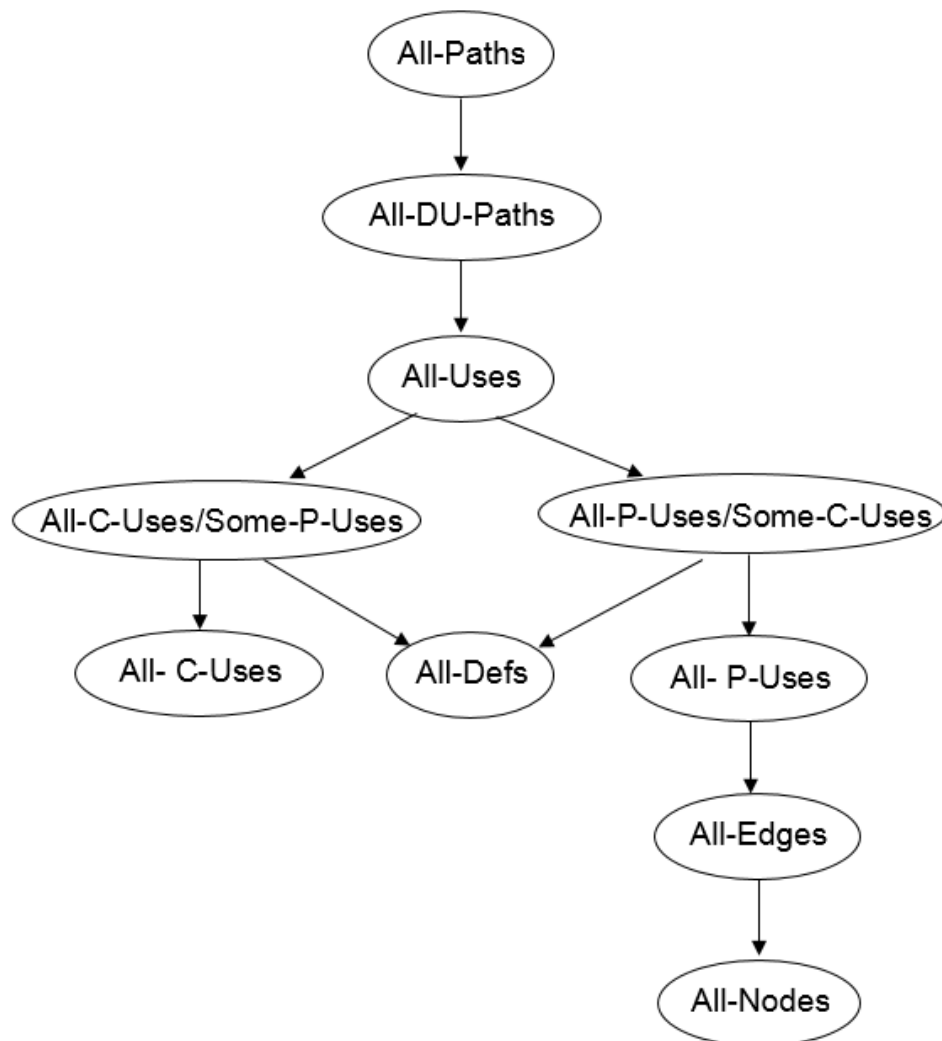 All-Paths
All-DU-Paths
All-Uses
All-C-Uses/Some-P-Uses
All-P-Uses/Some-C-Uses
All- C-Uses
All-Defs
All- P-Uses
All-Edges
All-Nodes